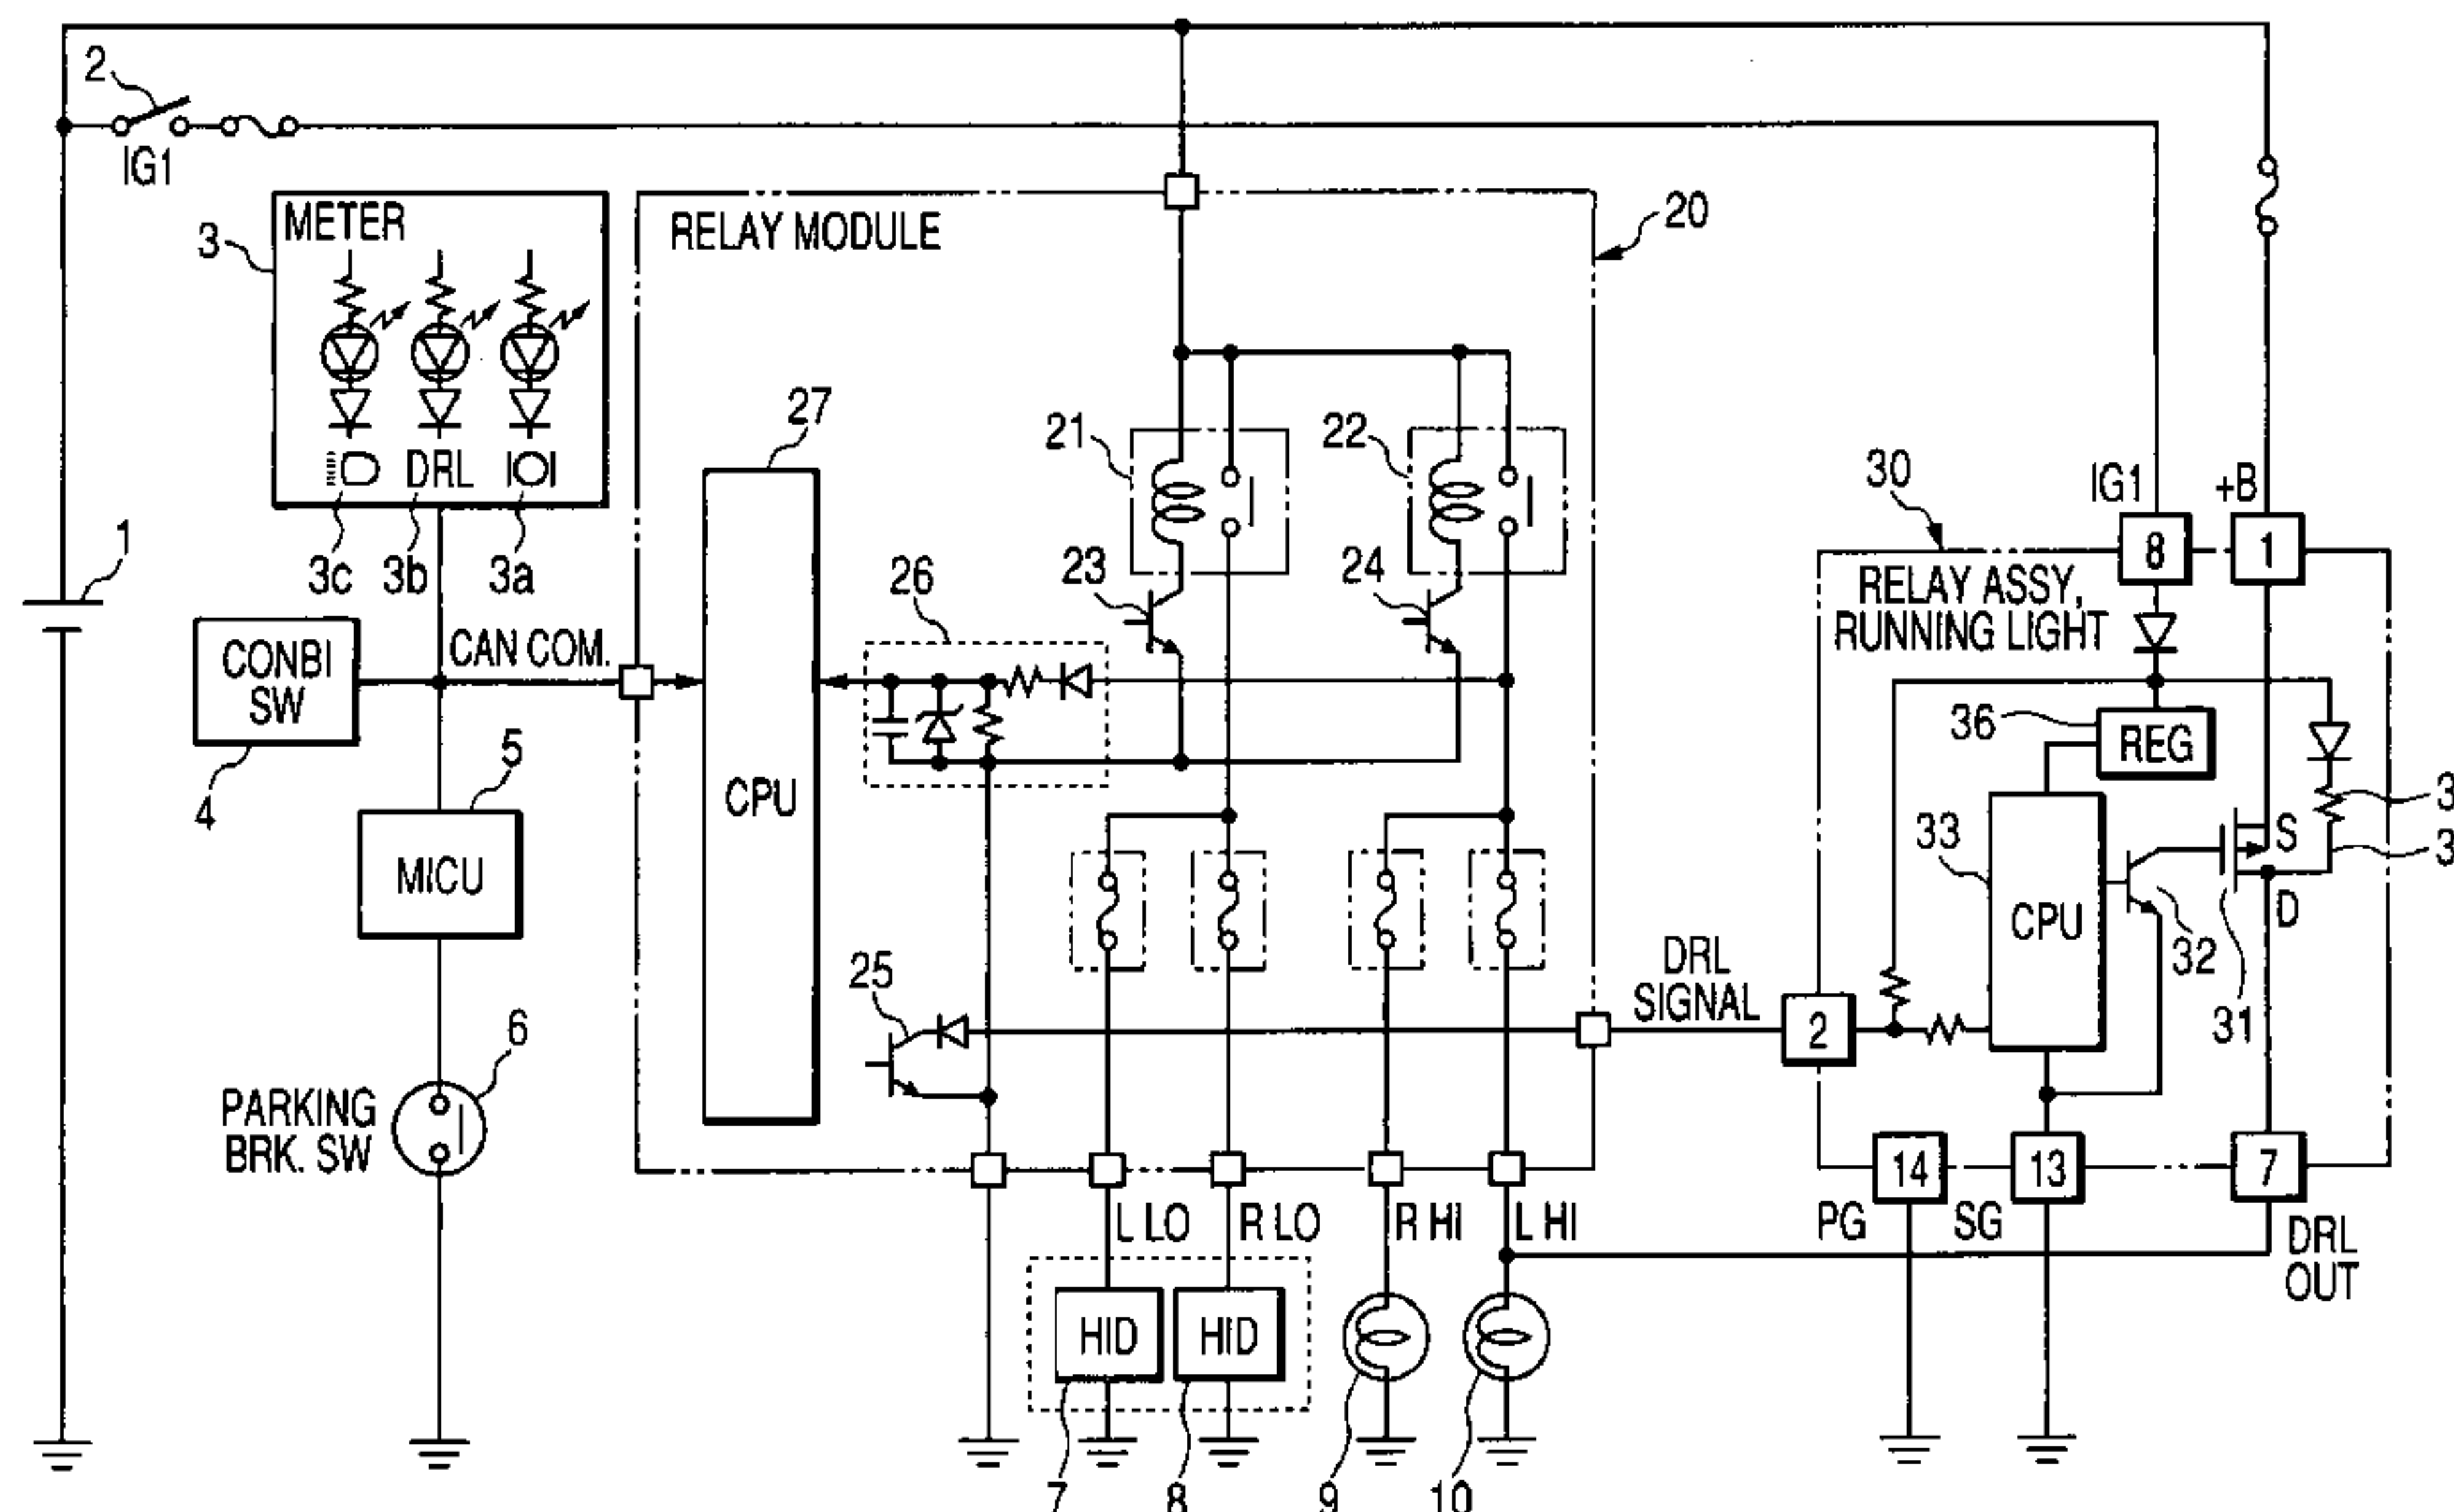 2
IG1
METER
3
RELAY MODULE
20
DRL
3c
3b
3a
1
27
21
22
30
IG1
+B
8
1
RELAY ASSY,
RUNNING LIGHT
CONBI
SW
4
CAN COM.
26
23
24
36
REG
5
MICU
CPU
33
CPU
S
D
32
31
25
DRL
SIGNAL
2
6
PARKING
BRK. SW
14
13
7
L LO
R LO
R HI
L HI
PG
SG
DRL
OUT
HID
HID
7
8
9
10